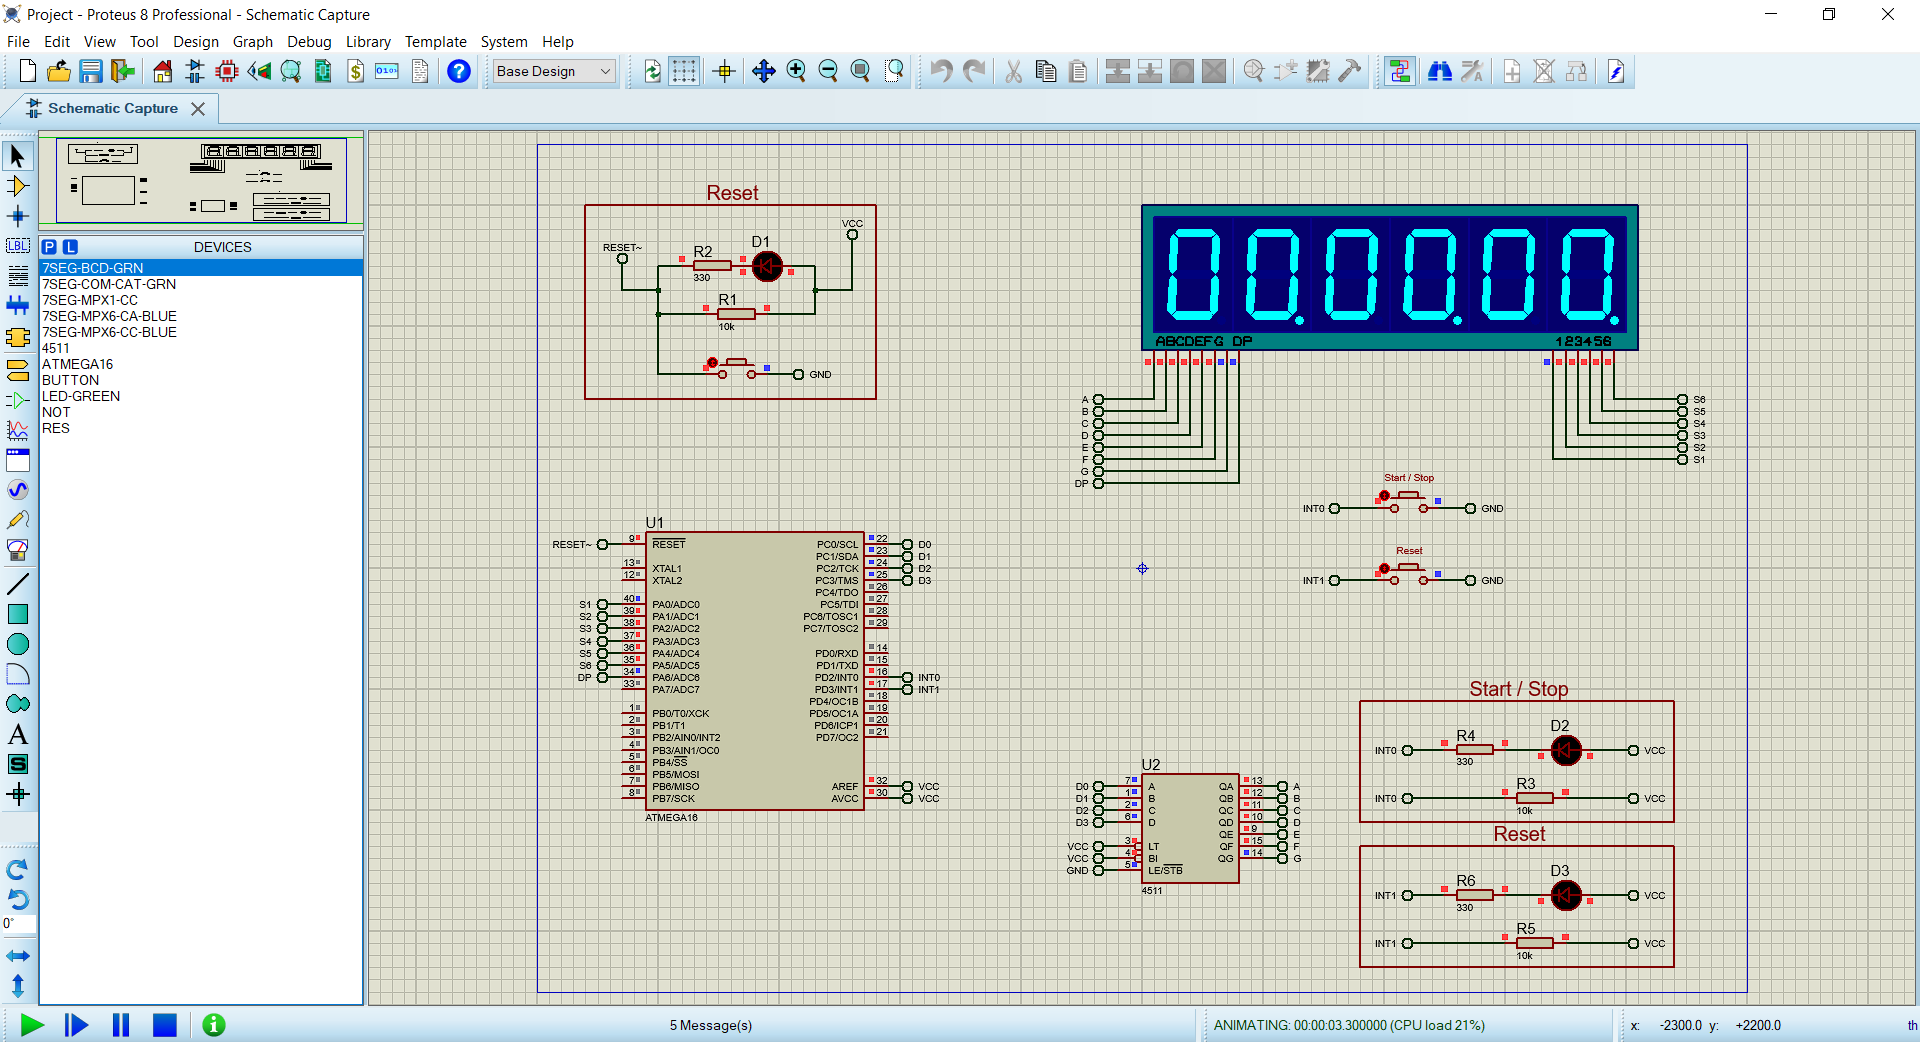 Project - Proteus 8 Professional - Schematic Capture
File Edit View Tool Design Graph Debug Library Template System Help
Base Design
Schematic Capture
P L DEVICES
7SEG-BCD-GRN
7SEG-COM-CAT-GRN
7SEG-MPX1-CC
7SEG-MPX6-CA-BLUE
7SEG-MPX6-CC-BLUE
4511
ATMEGA16
BUTTON
LED-GREEN
NOT
RES
LBL
A
S
0°
Reset
RESET~
VCC
R2
330
D1
R1
10k
GND
00.00.00.
ABCDEFG DP
123456
A
B
C
D
E
F
G
DP
S6
S5
S4
S3
S2
S1
Start / Stop
INT0 GND
Reset
INT1 GND
U1
RESET~ 9 RESET
13 XTAL1
12 XTAL2
S1 40 PA0/ADC0
S2 39 PA1/ADC1
S3 38 PA2/ADC2
S4 37 PA3/ADC3
S5 36 PA4/ADC4
S6 35 PA5/ADC5
DP 34 PA6/ADC6
33 PA7/ADC7
1 PB0/T0/XCK
2 PB1/T1
3 PB2/AIN0/INT2
4 PB3/AIN1/OC0
5 PB4/SS
6 PB5/MOSI
7 PB6/MISO
8 PB7/SCK
PC0/SCL 22 D0
PC1/SDA 23 D1
PC2/TCK 24 D2
PC3/TMS 25 D3
PC4/TDO 26
PC5/TDI 27
PC6/TOSC1 28
PC7/TOSC2 29
PD0/RXD 14
PD1/TXD 15
PD2/INT0 16 INT0
PD3/INT1 17 INT1
PD4/OC1B 18
PD5/OC1A 19
PD6/ICP1 20
PD7/OC2 21
AREF 32 VCC
AVCC 30 VCC
ATMEGA16
U2
D0 7 A QA 13 A
D1 1 B QB 12 B
D2 2 C QC 11 C
D3 6 D QD 10 D
QE 9 E
VCC 3 LT QF 15 F
VCC 4 BI QG 14 G
GND 5 LE/STB
4511
Start / Stop
INT0 R4 330 D2 VCC
INT0 R3 10k VCC
Reset
INT1 R6 330 D3 VCC
INT1 R5 10k VCC
5 Message(s)
ANIMATING: 00:00:03.300000 (CPU load 21%)
x: -2300.0 y: +2200.0 th